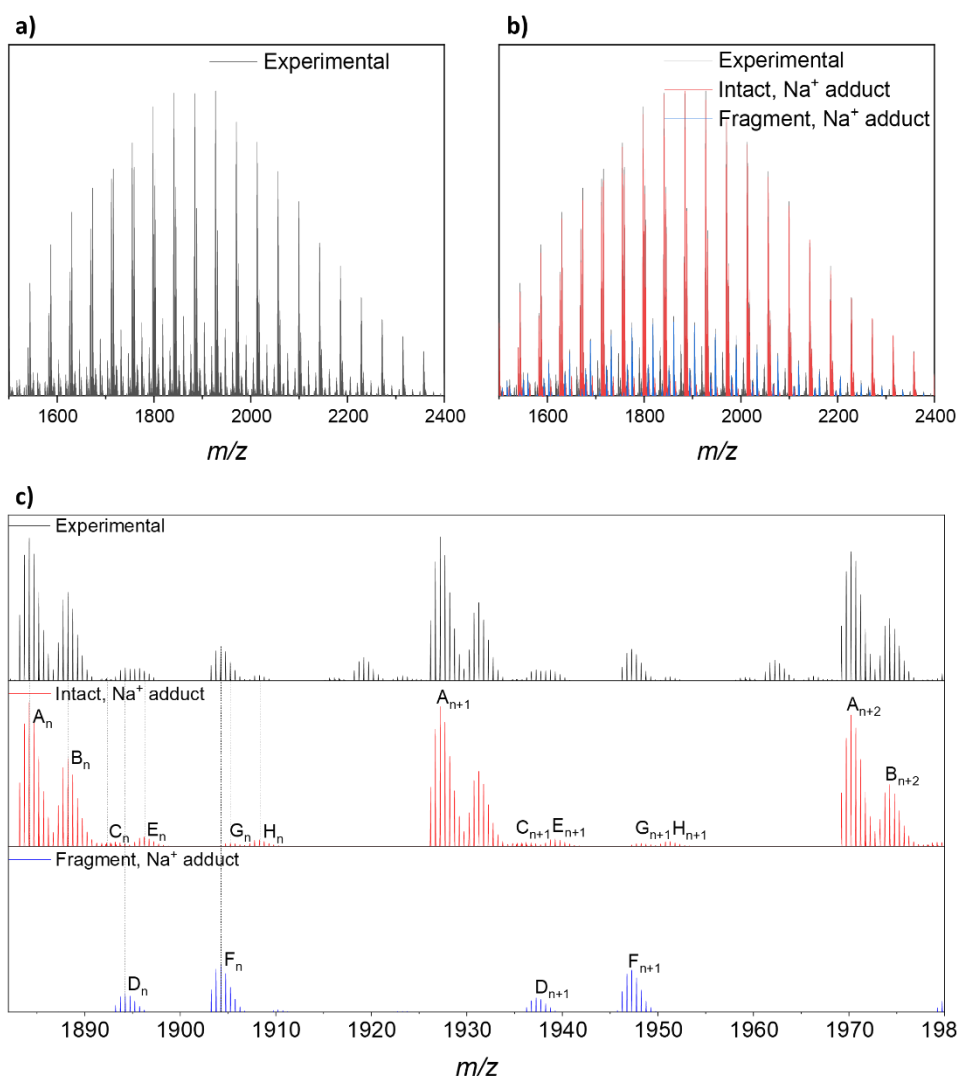 a)
Experimental
1600 1800 2000 2200 2400
m/z
b)
Experimental
Intact, Na+ adduct
Fragment, Na+ adduct
1600 1800 2000 2200 2400
m/z
c)
Experimental
Intact, Na+ adduct
An
Bn
Cn
En
Gn
Hn
An+1
Cn+1
En+1
Gn+1
Hn+1
An+2
Bn+2
Fragment, Na+ adduct
Dn
Fn
Dn+1
Fn+1
1890 1900 1910 1920 1930 1940 1950 1960 1970 198
m/z